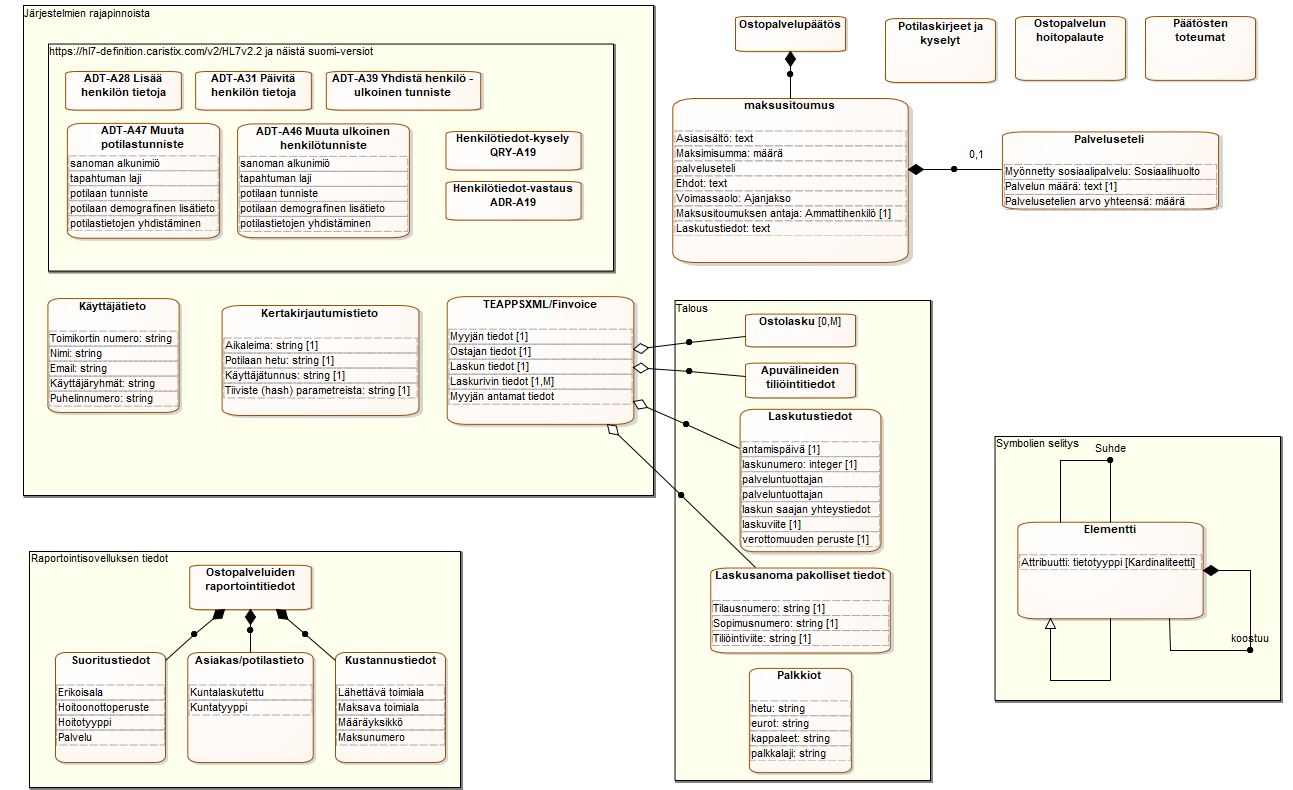 Järjestelmien rajapinnoista
https://hl7-definition.caristix.com/v2/HL7v2.2 ja näistä suomi-versiot
ADT-A28 Lisää
henkilön tietoja
ADT-A31 Päivitä
henkilön tietoja
ADT-A39 Yhdistä henkilö -
ulkoinen tunniste
ADT-A47 Muuta
potilastunniste
sanoman alkunimiö
tapahtuman laji
potilaan tunniste
potilaan demografinen lisätieto
potilastietojen yhdistäminen
ADT-A46 Muuta ulkoinen
henkilötunniste
sanoman alkunimiö
tapahtuman laji
potilaan tunniste
potilaan demografinen lisätieto
potilastietojen yhdistäminen
Henkilötiedot-kysely
QRY-A19
Henkilötiedot-vastaus
ADR-A19
Käyttäjätieto
Toimikortin numero: string
Nimi: string
Email: string
Käyttäjäryhmät: string
Puhelinnumero: string
Kertakirjautumistieto
Aikaleima: string [1]
Potilaan hetu: string [1]
Käyttäjätunnus: string [1]
Tiiviste (hash) parametreista: string [1]
TEAPPSXML/Finvoice
Myyjän tiedot [1]
Ostajan tiedot [1]
Laskun tiedot [1]
Laskurivin tiedot [1,M]
Myyjän antamat tiedot
Ostopalvelupäätös
Potilaskirjeet ja
kyselyt
Ostopalvelun
hoitopalaute
Päätösten
toteumat
maksusitoumus
Asiasisältö: text
Maksimisumma: määrä
palveluseteli
Ehdot: text
Voimassaolo: Ajanjakso
Maksusitoumuksen antaja: Ammattihenkilö [1]
Laskutustiedot: text
0,1
Palveluseteli
Myönnetty sosiaalipalvelu: Sosiaalihuolto
Palvelun määrä: text [1]
Palvelusetelien arvo yhteensä: määrä
Talous
Ostolasku [0,M]
Apuvälineiden
tiliöintitiedot
Laskutustiedot
antamispäivä [1]
laskunumero: integer [1]
palveluntuottajan
palveluntuottajan
laskun saajan yhteystiedot
laskuviite [1]
verottomuuden peruste [1]
Laskusanoma pakolliset tiedot
Tilausnumero: string [1]
Sopimusnumero: string [1]
Tiliöintiviite: string [1]
Palkkiot
hetu: string
eurot: string
kappaleet: string
palkkalaji: string
Symbolien selitys
Suhde
Elementti
Attribuutti: tietotyyppi [Kardinaliteetti]
koostuu
Raportointisovelluksen tiedot
Ostopalveluiden
raportointitiedot
Suoritustiedot
Erikoisala
Hoitoonottoperuste
Hoitotyyppi
Palvelu
Asiakas/potilastieto
Kuntalaskutettu
Kuntatyyppi
Kustannustiedot
Lähettävä toimiala
Maksava toimiala
Määräyksikkö
Maksunumero